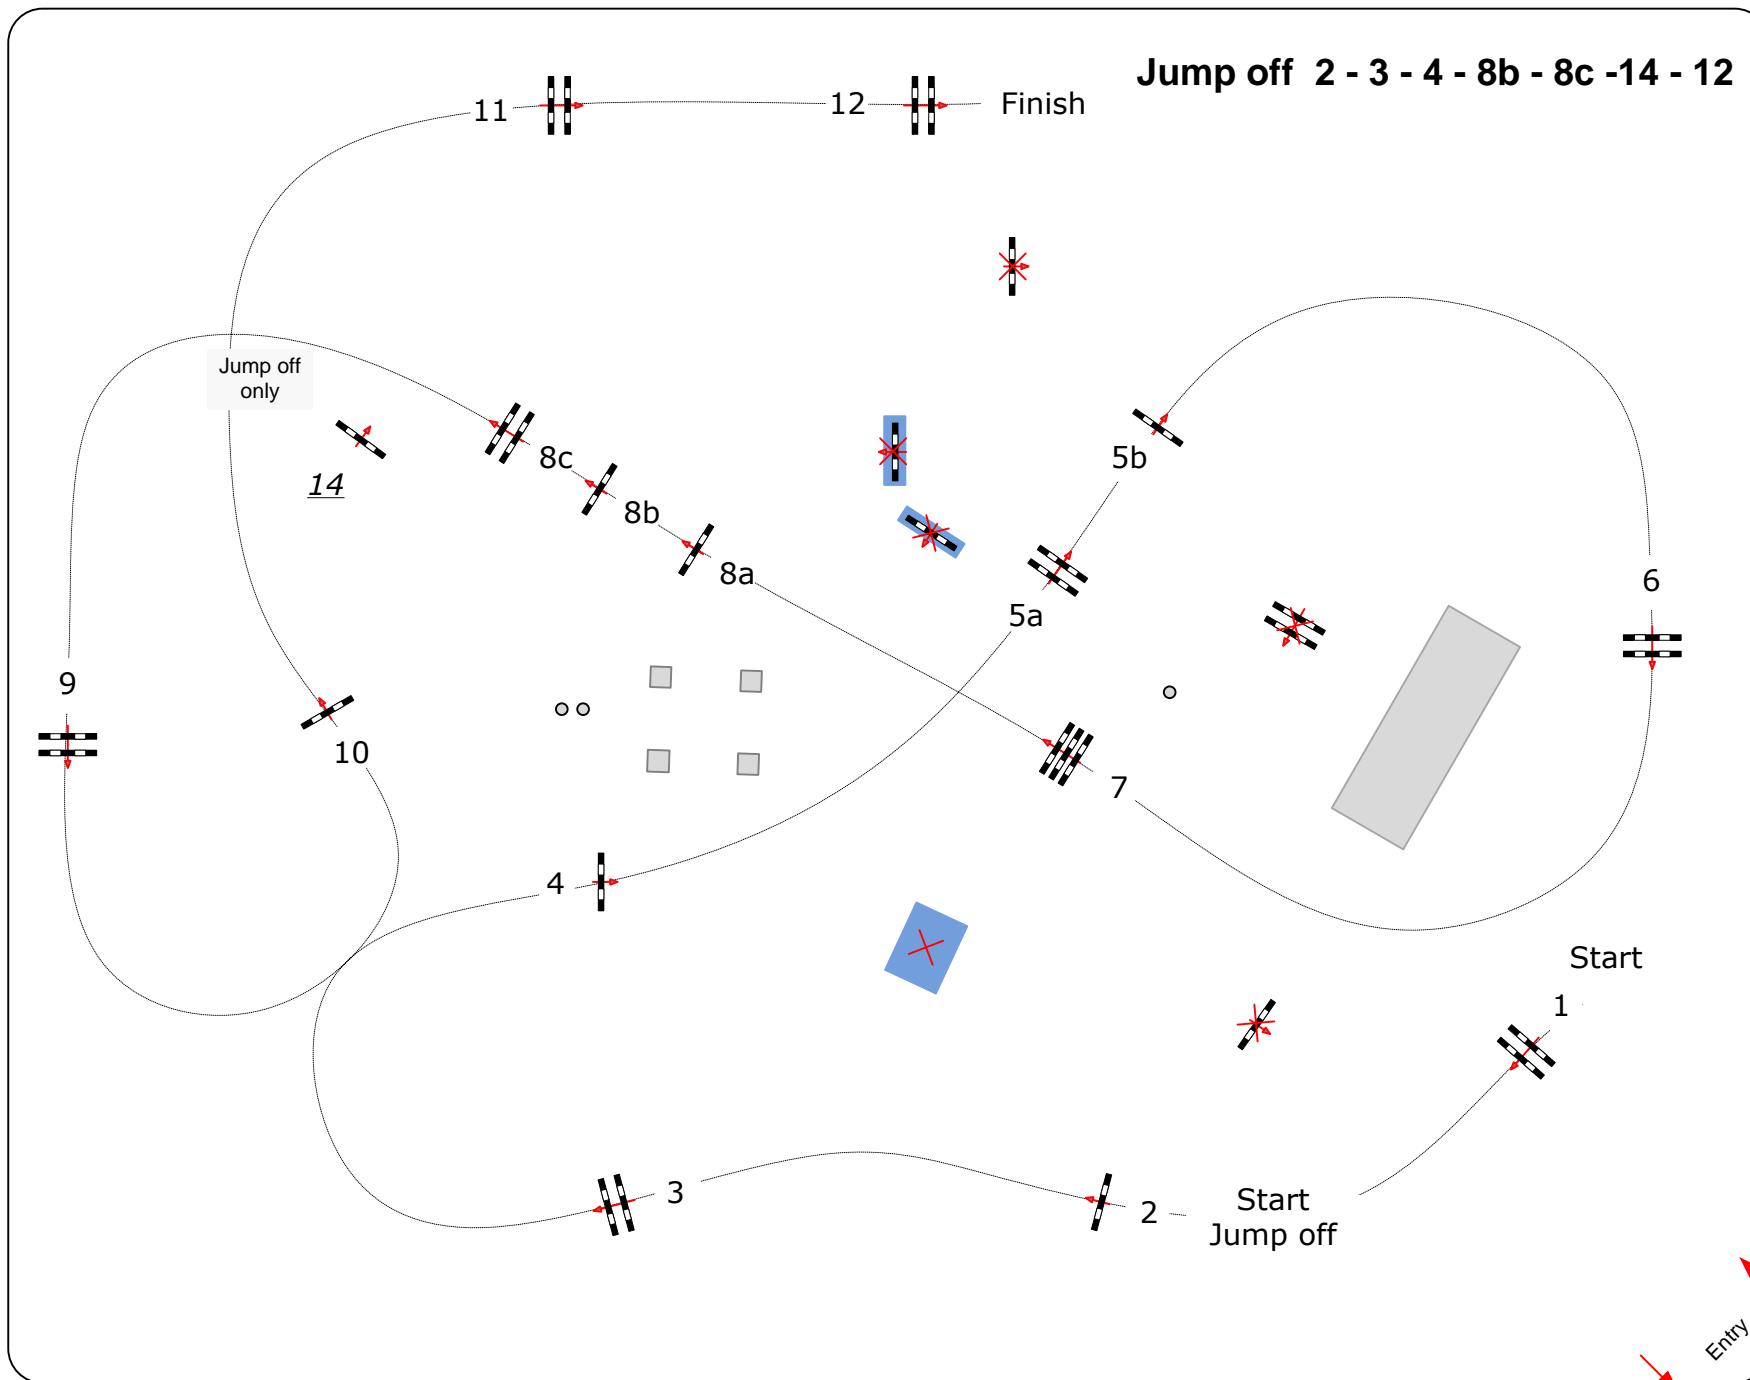 Jump off 2 - 3 - 4 - 8b - 8c -14 - 12
11
12
Finish
Jump off
only
14
8c
8b
8a
5b
5a
6
9
10
7
4
Start
1
3
2
Start
Jump off
Entry